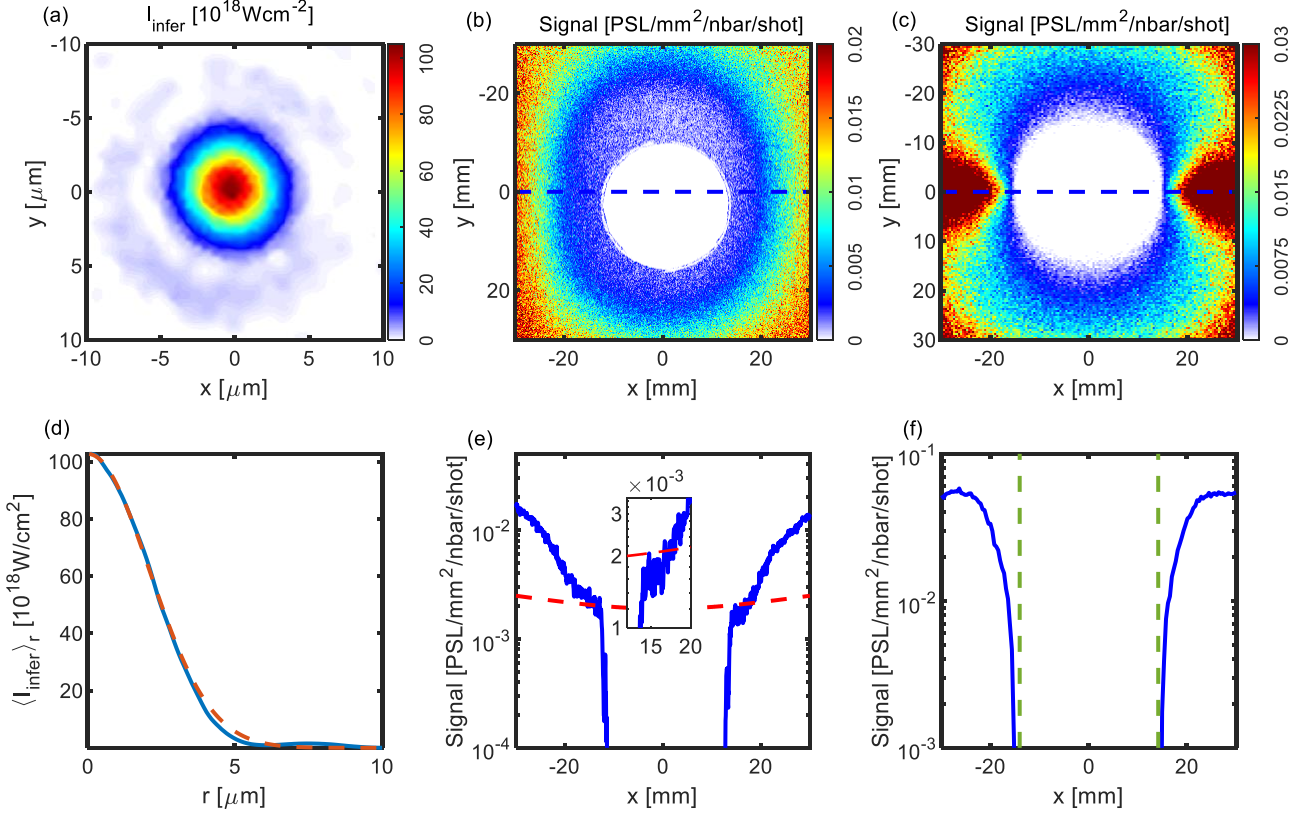 (a) I_infer [10^18Wcm^-2]
-10
-5
0
5
10
-10 -5 0 5 10
y [μm]
x [μm]
100
80
60
40
20
0
(b) Signal [PSL/mm^2/nbar/shot]
-20
0
20
-20 0 20
y [mm]
x [mm]
0.02
0.015
0.01
0.005
0
(c) Signal [PSL/mm^2/nbar/shot]
-30
-20
-10
0
10
20
30
-20 0 20
y [mm]
x [mm]
0.03
0.0225
0.015
0.0075
0
(d)
100
80
60
40
20
0 5 10
⟨I_infer⟩_r [10^18W/cm^2]
r [μm]
(e)
10^-2
10^-3
10^-4
-20 0 20
Signal [PSL/mm^2/nbar/shot]
x [mm]
× 10^-3
3
2
1
15 20
(f)
10^-1
10^-2
10^-3
-20 0 20
Signal [PSL/mm^2/nbar/shot]
x [mm]